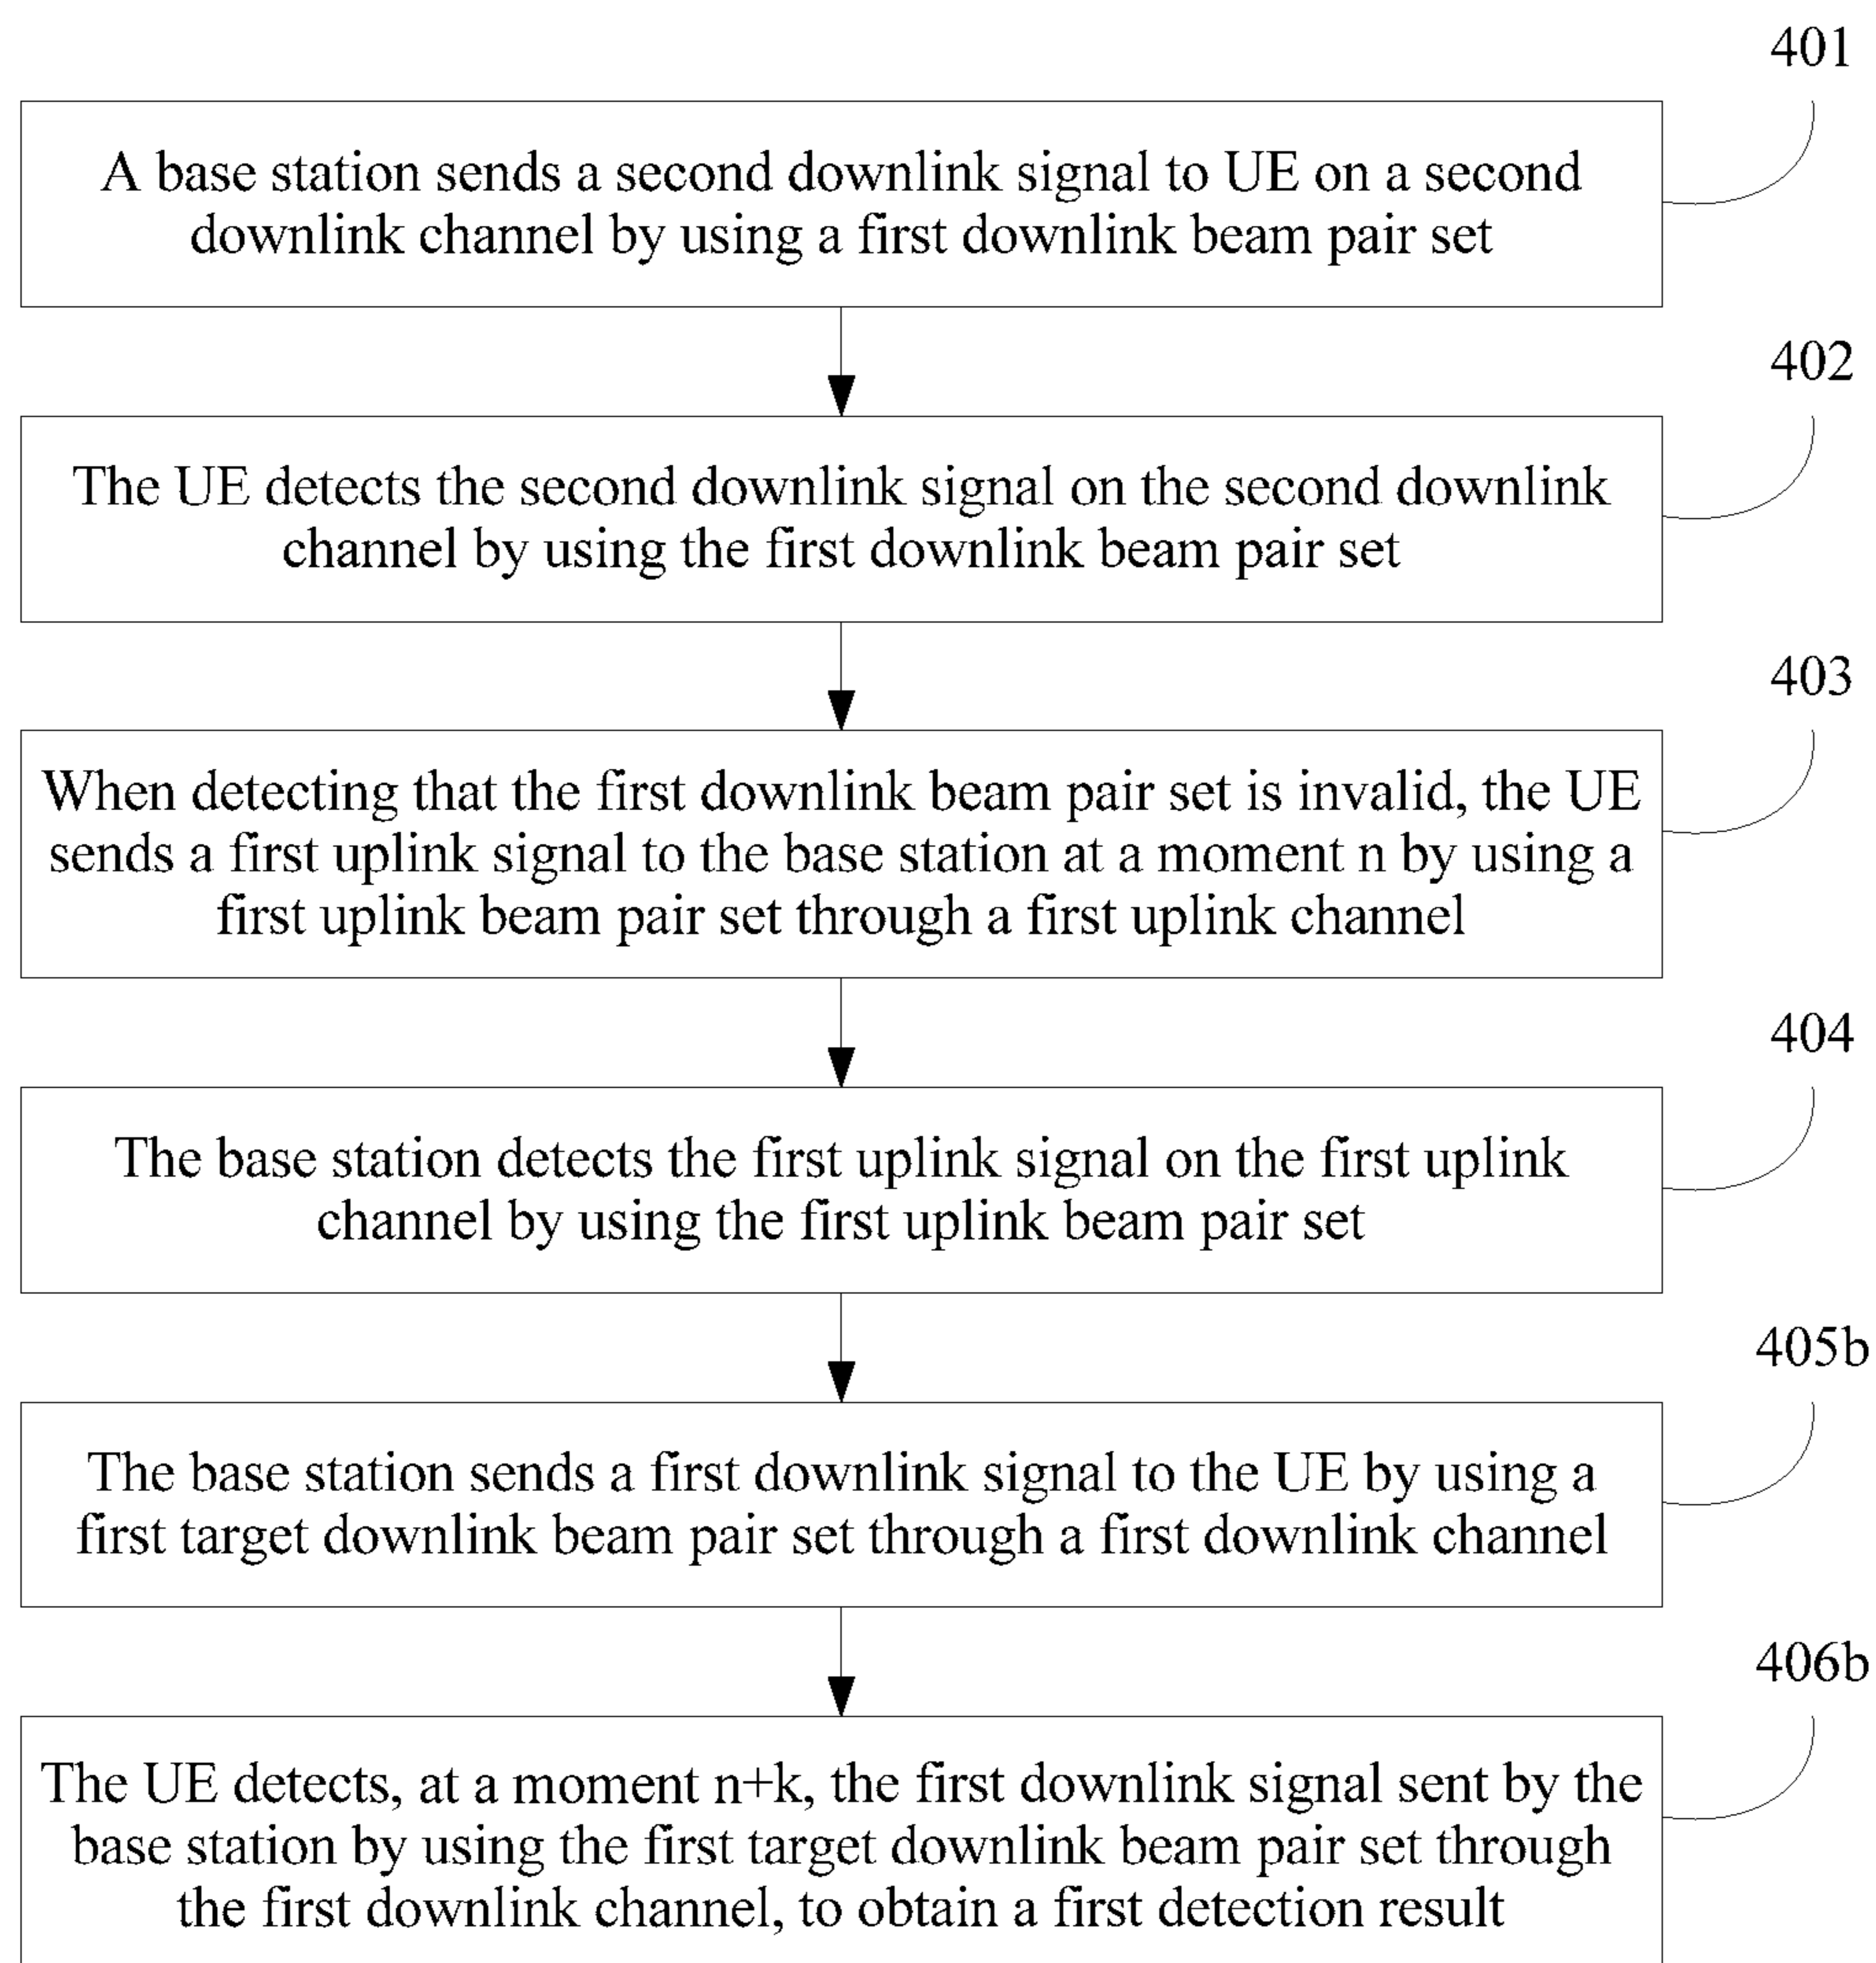 401
A base station sends a second downlink signal to UE on a second
downlink channel by using a first downlink beam pair set
402
The UE detects the second downlink signal on the second downlink
channel by using the first downlink beam pair set
403
When detecting that the first downlink beam pair set is invalid, the UE
sends a first uplink signal to the base station at a moment n by using a
first uplink beam pair set through a first uplink channel
404
The base station detects the first uplink signal on the first uplink
channel by using the first uplink beam pair set
405b
The base station sends a first downlink signal to the UE by using a
first target downlink beam pair set through a first downlink channel
406b
The UE detects, at a moment n+k, the first downlink signal sent by the
base station by using the first target downlink beam pair set through
the first downlink channel, to obtain a first detection result